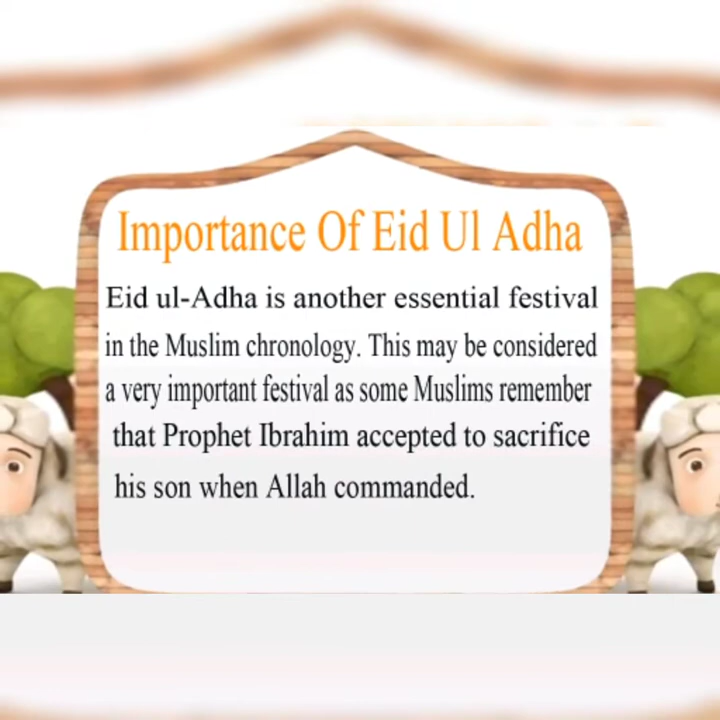 Importance Of Eid Ul Adha
Eid ul-Adha is another essential festival
in the Muslim chronology. This may be considered
a very important festival as some Muslims remember
that Prophet Ibrahim accepted to sacrifice
his son when Allah commanded.